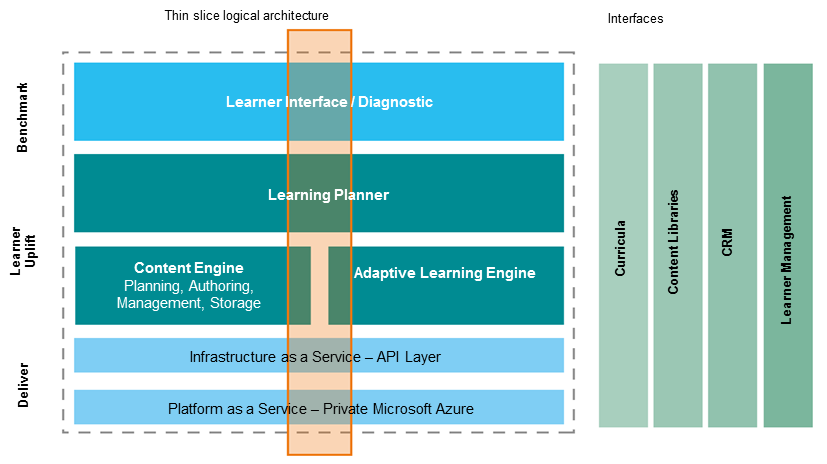 Thin slice logical architecture
Interfaces
Benchmark
Learner Interface / Diagnostic
Learner
Uplift
Learning Planner
Content Engine
Planning, Authoring,
Management, Storage
Adaptive Learning Engine
Deliver
Infrastructure as a Service – API Layer
Platform as a Service – Private Microsoft Azure
Curricula
Content Libraries
CRM
Learner Management